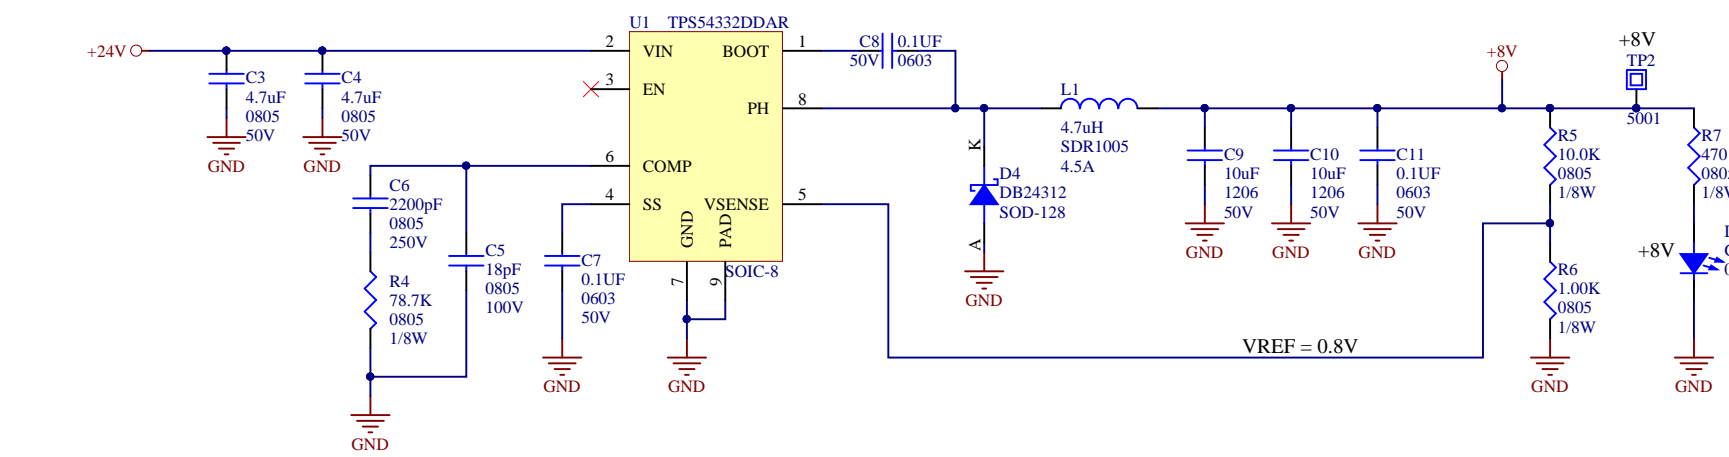 U1 TPS54332DDAR
+24V
2 VIN
3 EN
6 COMP
4 SS
BOOT 1
PH 8
VSENSE 5
GND 7
PAD 9
SOIC-8
C3
4.7uF
0805
50V
GND
C4
4.7uF
0805
50V
GND
C6
2200pF
0805
250V
R4
78.7K
0805
1/8W
GND
C5
18pF
0805
100V
C7
0.1UF
0603
50V
GND
GND
C8 0.1UF
50V 0603
K
D4
DB24312
SOD-128
A
GND
L1
4.7uH
SDR1005
4.5A
C9
10uF
1206
50V
GND
C10
10uF
1206
50V
GND
C11
0.1UF
0603
50V
GND
+8V
+8V
TP2
5001
R5
10.0K
0805
1/8W
R6
1.00K
0805
1/8W
GND
VREF = 0.8V
R7
470
+8V
GND